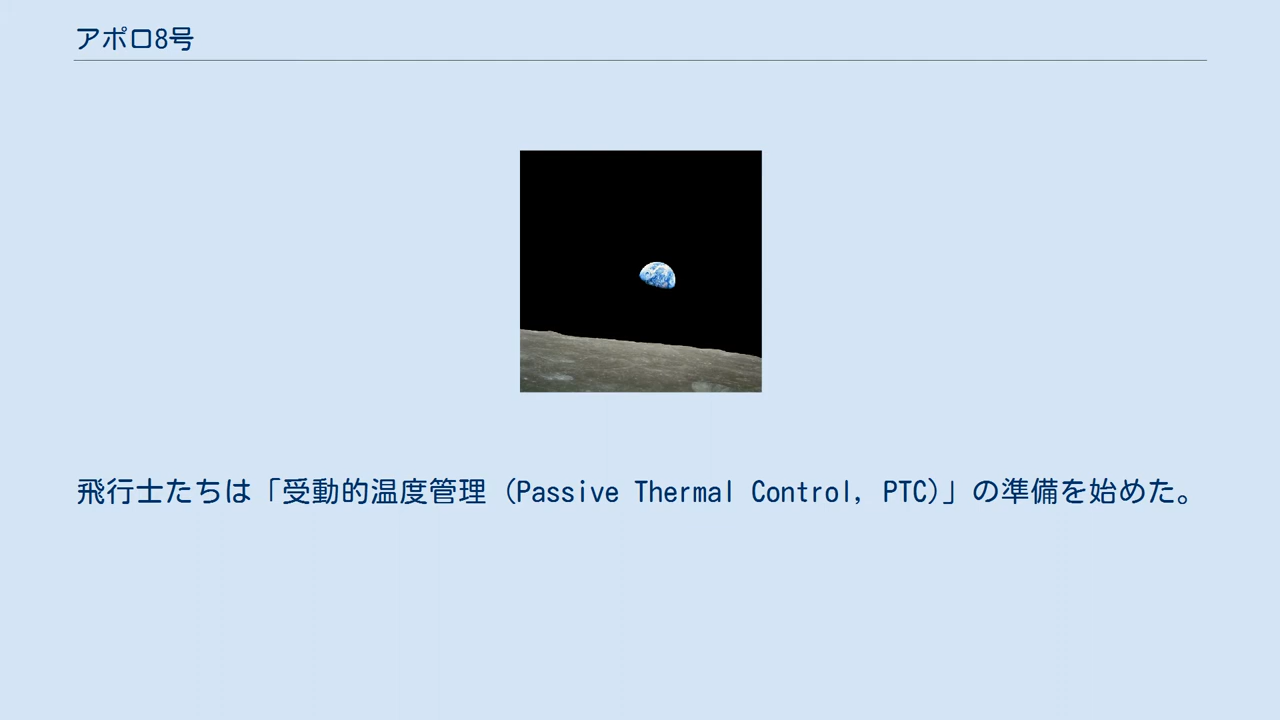 アポロ8号
飛行士たちは「受動的温度管理（Passive Thermal Control, PTC）」の準備を始めた。